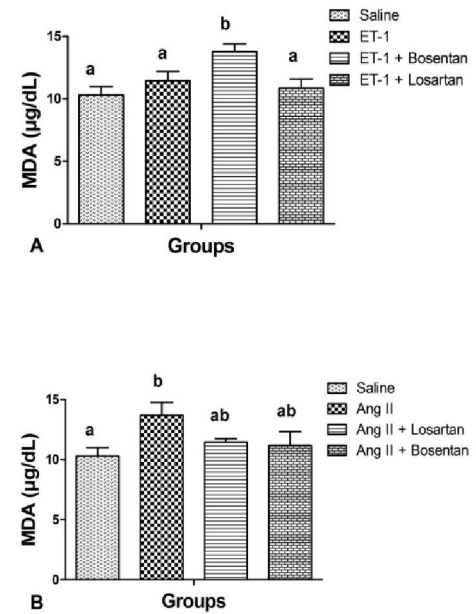 Saline
ET-1
ET-1 + Bosentan
ET-1 + Losartan
MDA (µg/dL)
15
10
5
0
a
a
b
a
Groups
A
Saline
Ang II
Ang II + Losartan
Ang II + Bosentan
MDA (µg/dL)
15
10
5
0
a
b
ab
ab
Groups
B